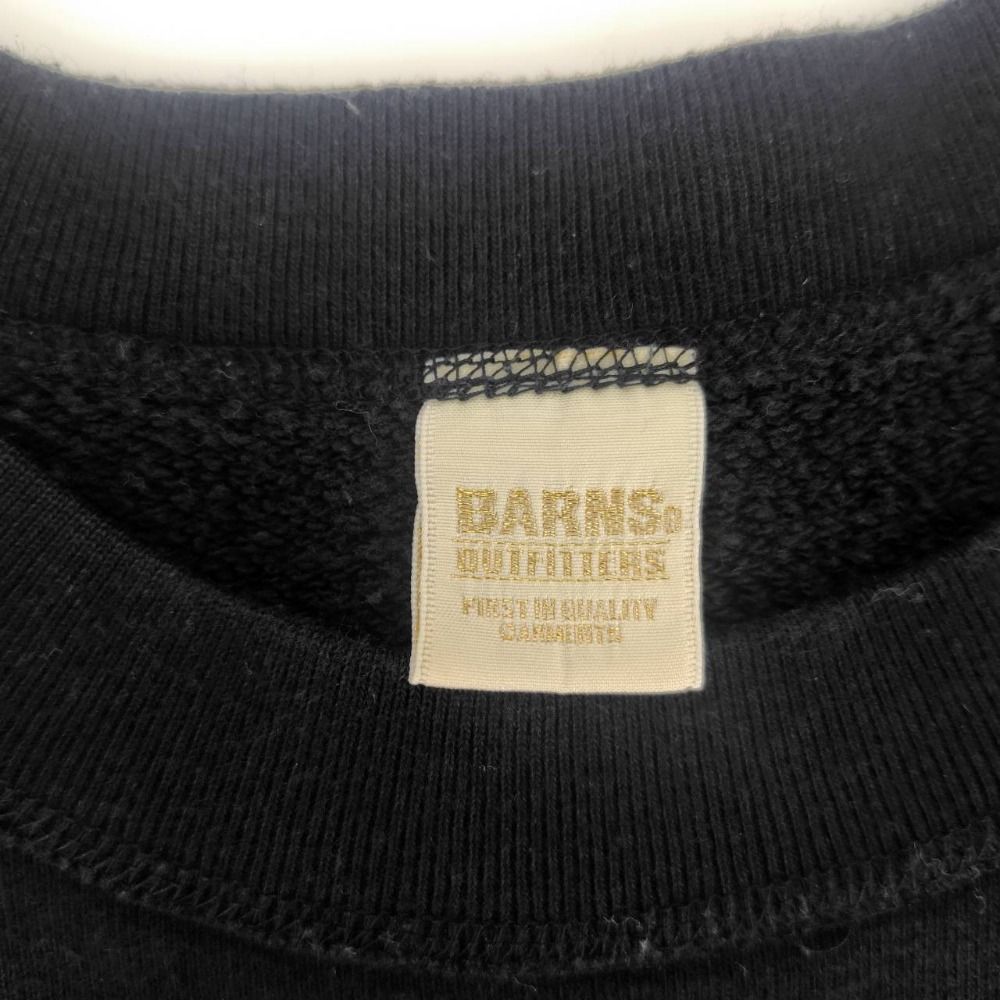 BARNS
OUTFITTERS
FIRST IN QUALITY
GARMENTS